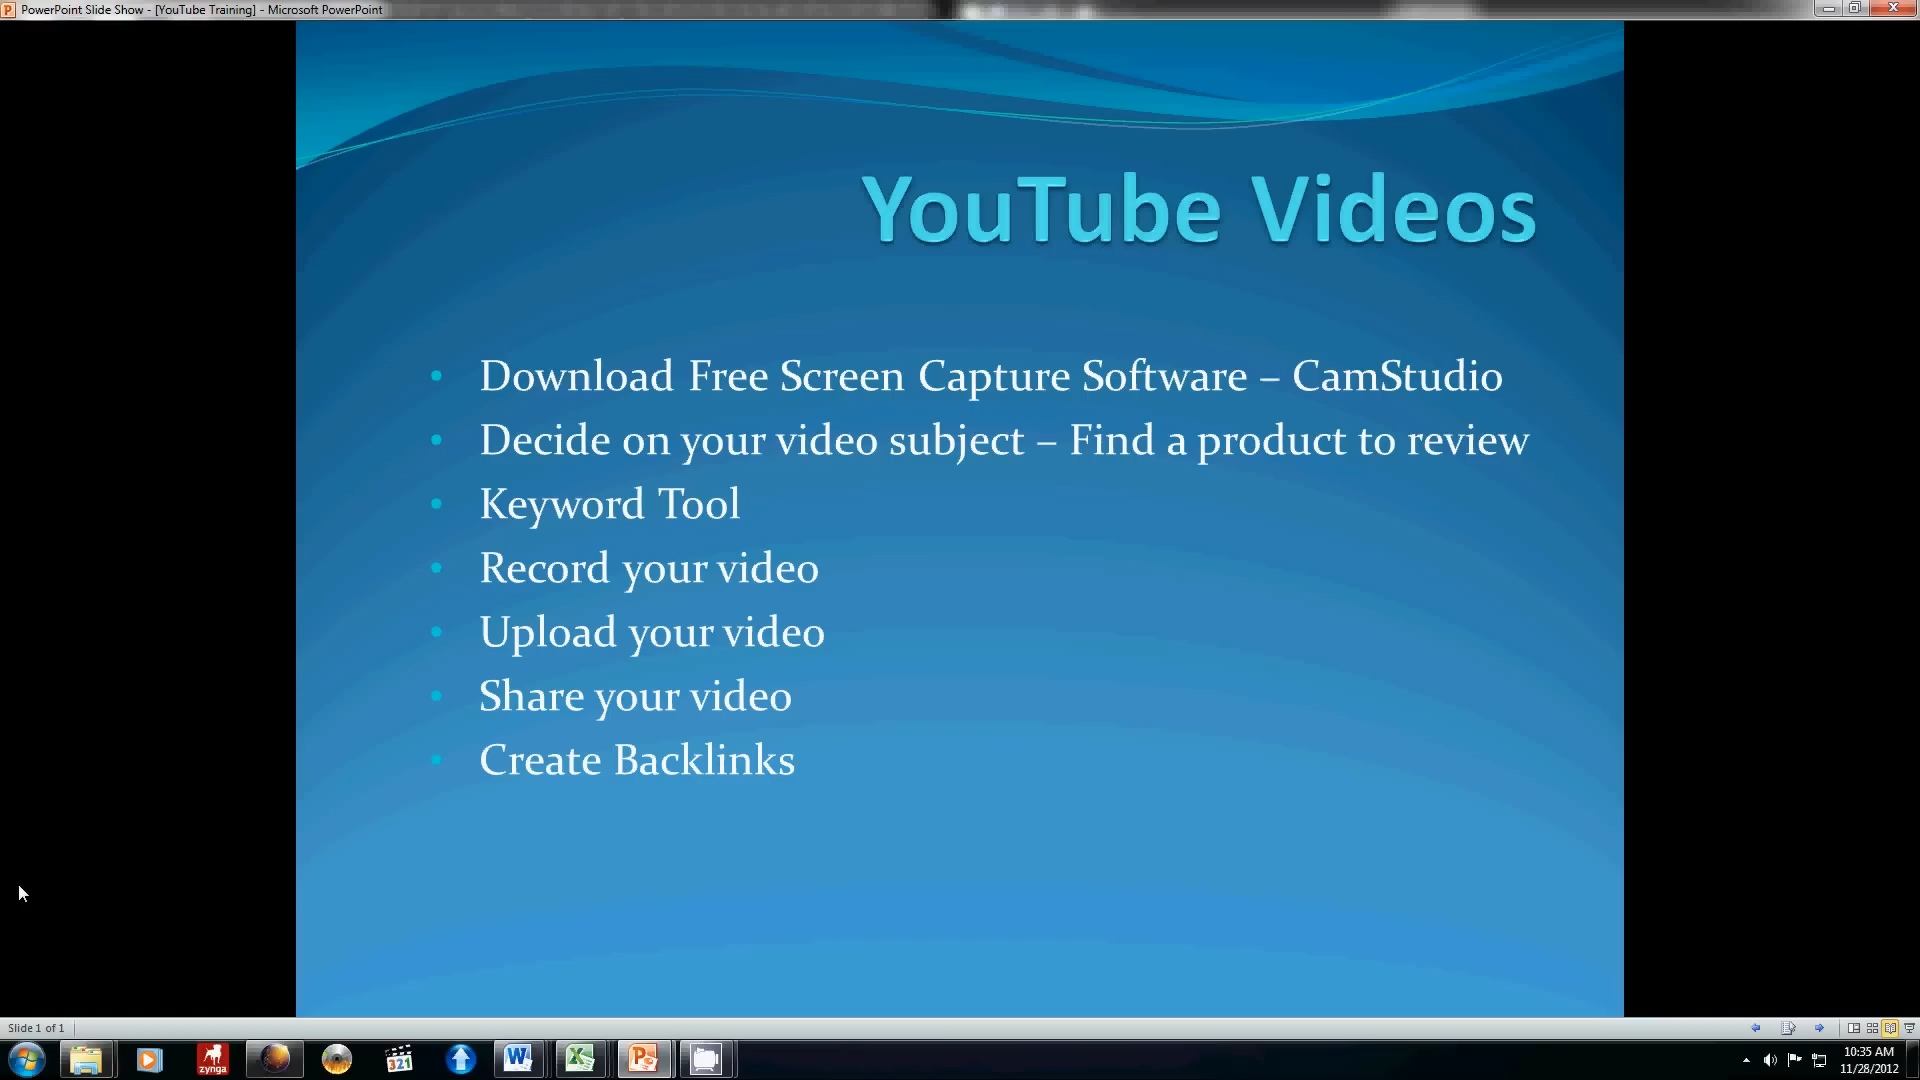 PowerPoint Slide Show - [YouTube Training] - Microsoft PowerPoint
YouTube Videos
• Download Free Screen Capture Software – CamStudio
• Decide on your video subject – Find a product to review
• Keyword Tool
• Record your video
• Upload your video
• Share your video
• Create Backlinks
Slide 1 of 1
zynga
321
10:35 AM
11/28/2012